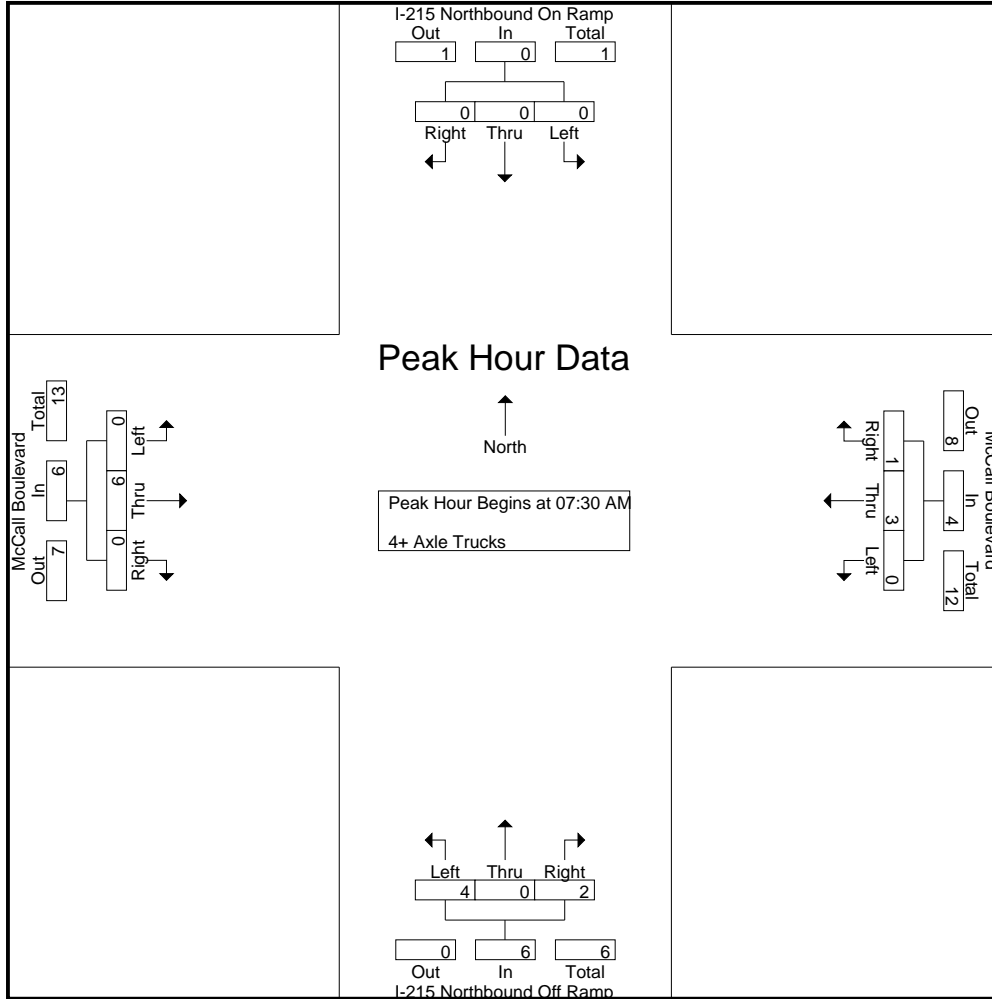 I-215 Northbound On Ramp
Out In Total
1 0 1
0 0 0
Right Thru Left
Peak Hour Data
North
Peak Hour Begins at 07:30 AM
4+ Axle Trucks
McCall Boulevard
Total In Out
13 6 7
0 6 0
Left Thru Right
Right Thru Left
1 3 0
8 4 12
Out In Total
McCall Boulevard
Left Thru Right
4 0 2
0 6 6
Out In Total
I-215 Northbound Off Ramp